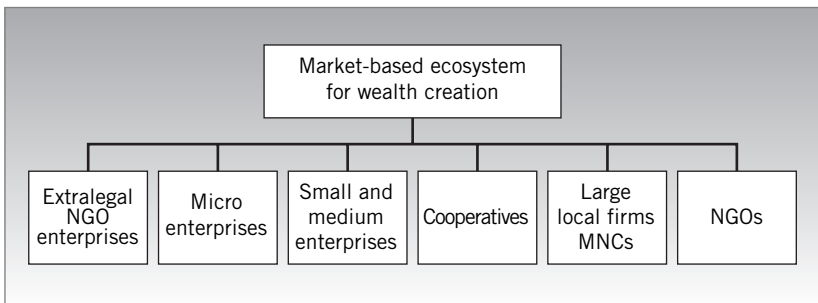 Market-based ecosystem
for wealth creation
Extralegal
NGO
enterprises
Micro
enterprises
Small and
medium
enterprises
Cooperatives
Large
local firms
MNCs
NGOs